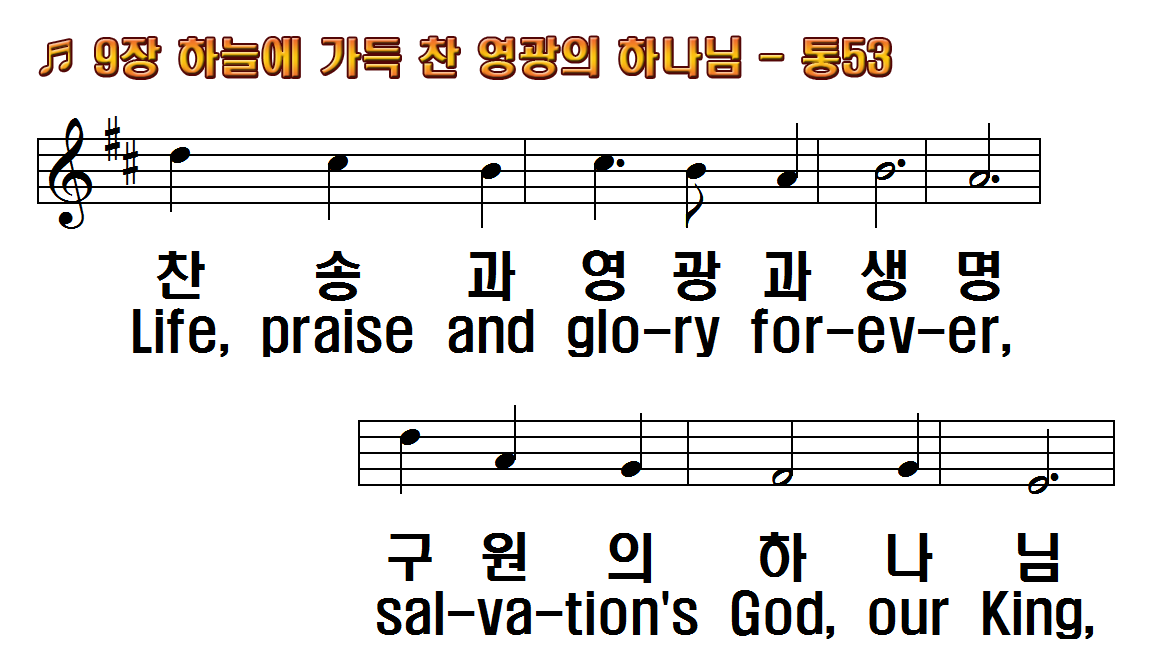 ♬ 9장 하늘에 가득 찬 영광의 하나님 - 통53
찬 송 과 영 광 과 생 명
Life, praise and glo-ry for-ev-er,
구 원 의 하 나 님
sal-va-tion's God, our King,